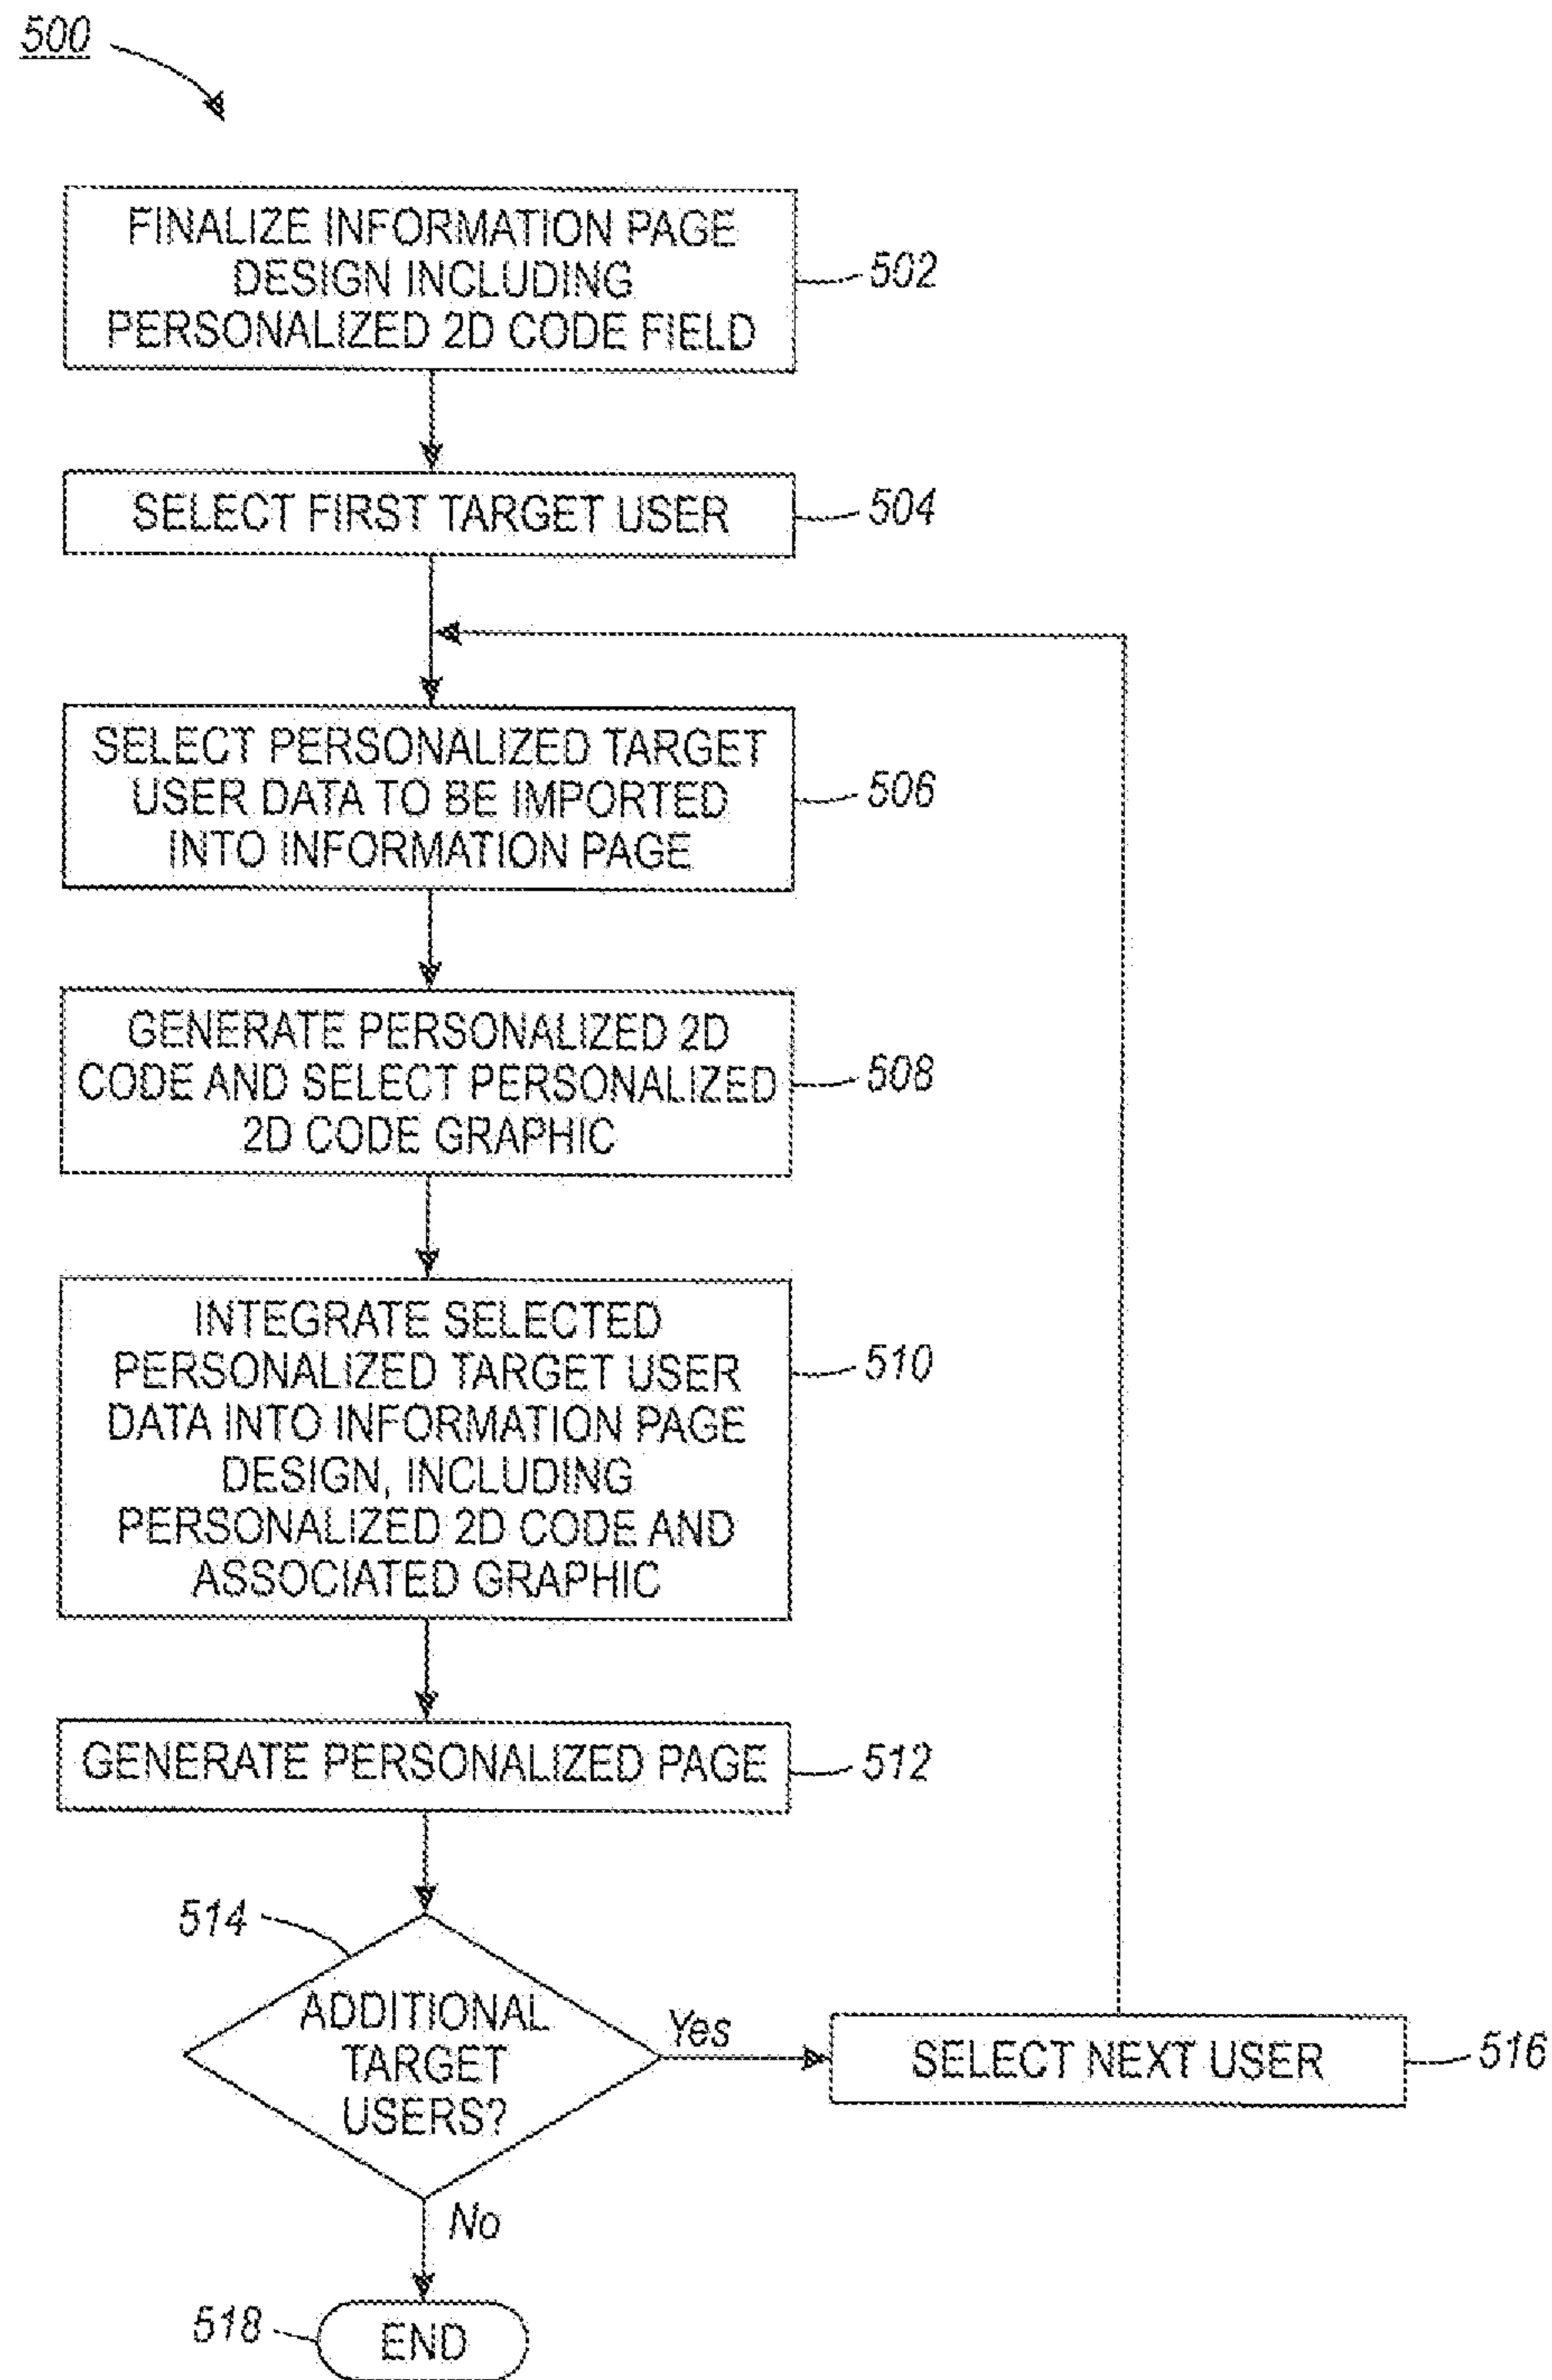 500
FINALIZE INFORMATION PAGE
DESIGN INCLUDING
PERSONALIZED 2D CODE FIELD
502
SELECT FIRST TARGET USER
504
SELECT PERSONALIZED TARGET
USER DATA TO BE IMPORTED
INTO INFORMATION PAGE
506
GENERATE PERSONALIZED 2D
CODE AND SELECT PERSONALIZED
2D CODE GRAPHIC
508
INTEGRATE SELECTED
PERSONALIZED TARGET USER
DATA INTO INFORMATION PAGE
DESIGN, INCLUDING
PERSONALIZED 2D CODE AND
ASSOCIATED GRAPHIC
510
GENERATE PERSONALIZED PAGE
512
514
ADDITIONAL
TARGET
USERS?
Yes
SELECT NEXT USER
516
No
518
END